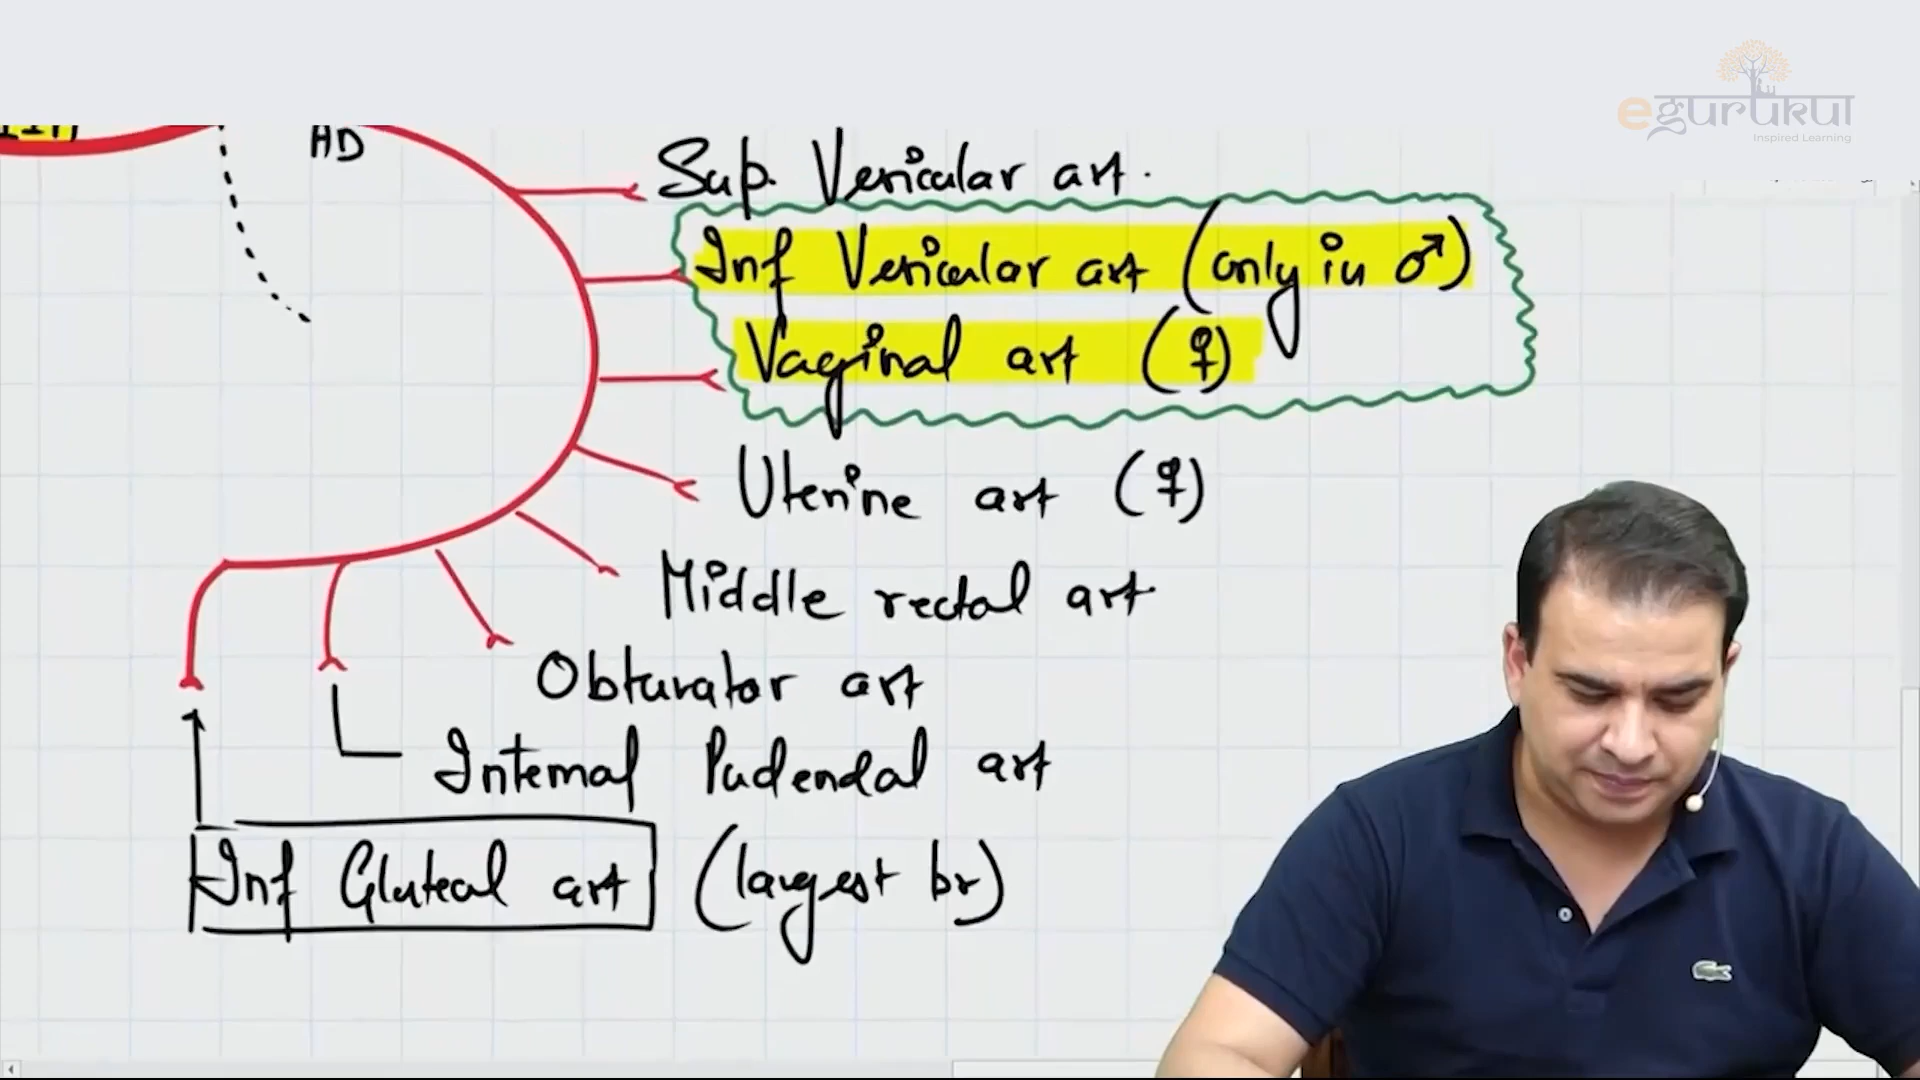 eGurukul
Inspired Learning
AD
Sup. Vesicular art.
Inf Vesicular art (only in ♂)
Vaginal art (♀)
Uterine art (♀)
Middle rectal art
Obturator art
Internal Pudendal art
Inf Gluteal art (largest br)